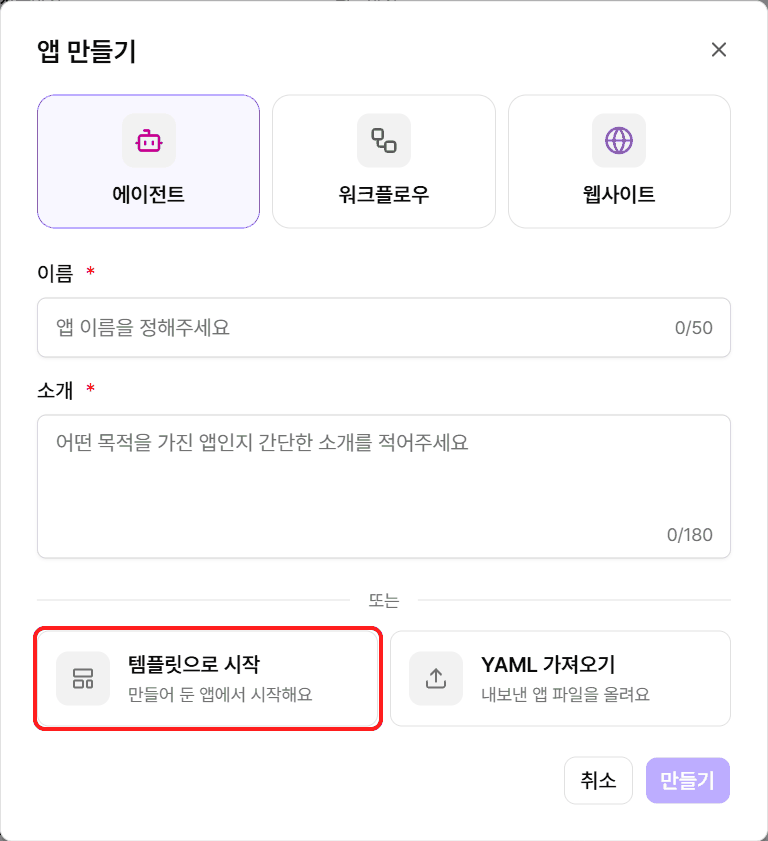 앱 만들기
에이전트
워크플로우
웹사이트
이름 *
앱 이름을 정해주세요
0/50
소개 *
어떤 목적을 가진 앱인지 간단한 소개를 적어주세요
0/180
또는
템플릿으로 시작
만들어 둔 앱에서 시작해요
YAML 가져오기
내보낸 앱 파일을 올려요
취소
만들기